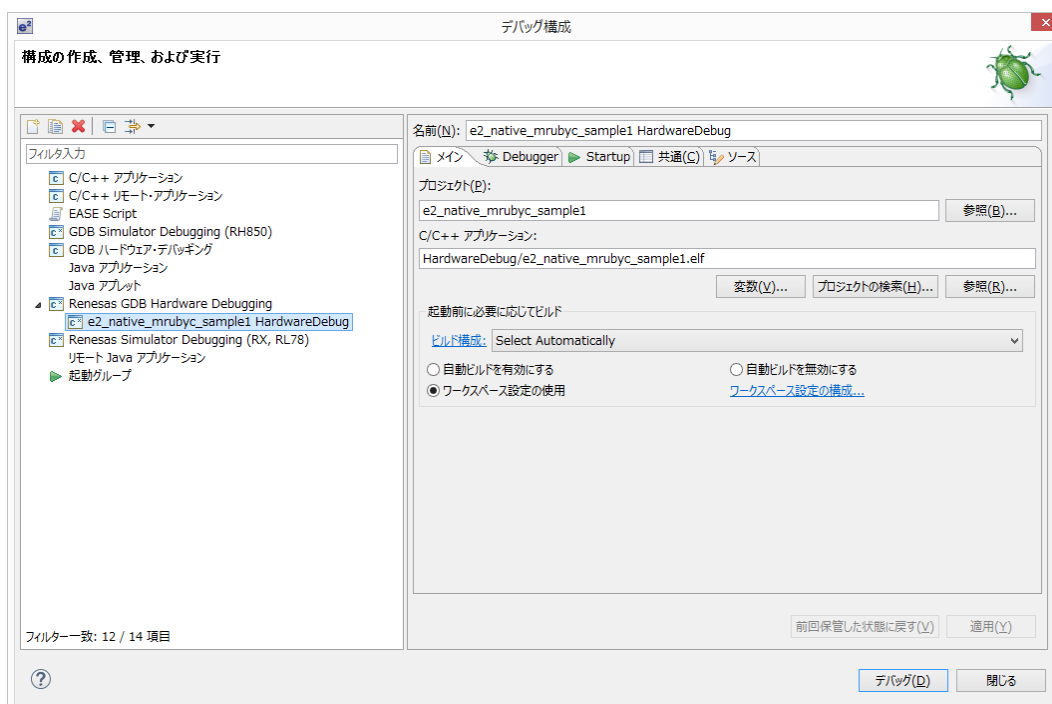 e²
デバッグ構成
構成の作成、管理、および実行
フィルタ入力
C/C++ アプリケーション
C/C++ リモート・アプリケーション
EASE Script
GDB Simulator Debugging (RH850)
GDB ハードウェア・デバッギング
Java アプリケーション
Java アプレット
Renesas GDB Hardware Debugging
e2_native_mrubyc_sample1 HardwareDebug
Renesas Simulator Debugging (RX, RL78)
リモート Java アプリケーション
起動グループ
フィルター一致: 12 / 14 項目
名前(N): e2_native_mrubyc_sample1 HardwareDebug
メイン Debugger Startup 共通(C) ソース
プロジェクト(P):
e2_native_mrubyc_sample1 参照(B)...
C/C++ アプリケーション:
HardwareDebug/e2_native_mrubyc_sample1.elf
変数(V)... プロジェクトの検索(H)... 参照(R)...
起動前に必要に応じてビルド
ビルド構成: Select Automatically
自動ビルドを有効にする 自動ビルドを無効にする
ワークスペース設定の使用 ワークスペース設定の構成...
前回保管した状態に戻す(V) 適用(Y)
デバッグ(D) 閉じる